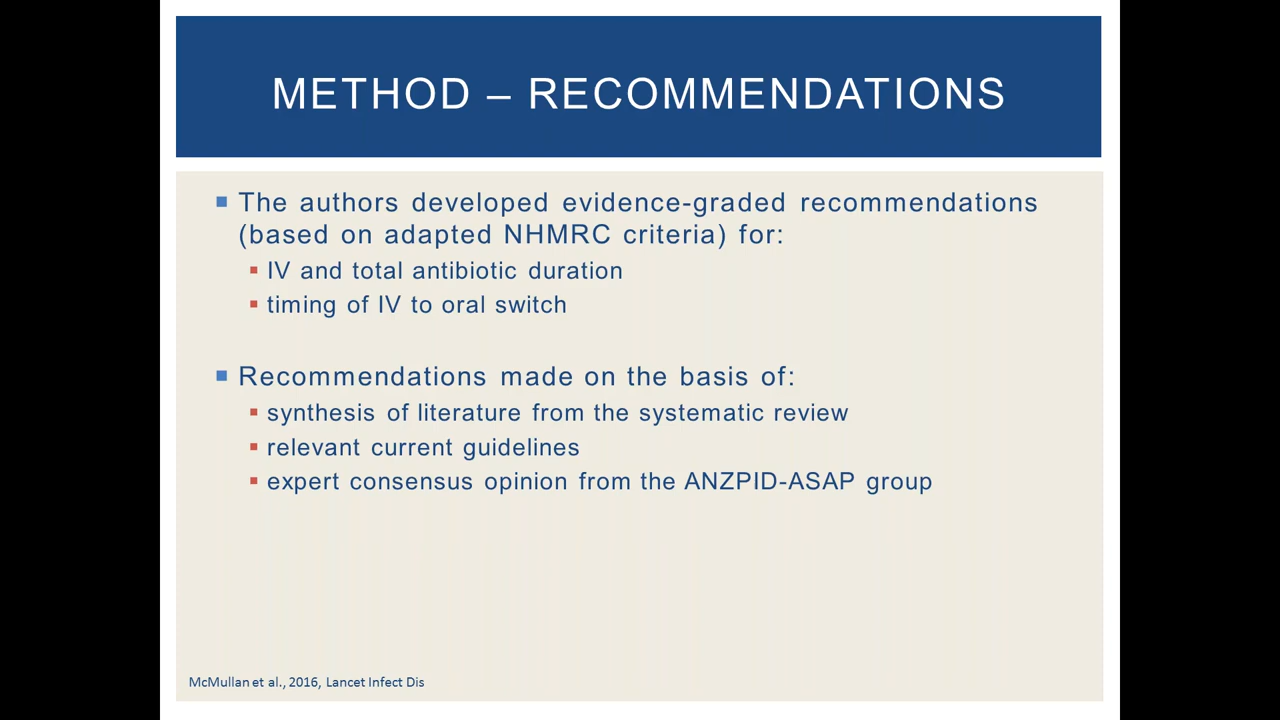 METHOD – RECOMMENDATIONS
The authors developed evidence-graded recommendations
(based on adapted NHMRC criteria) for:
IV and total antibiotic duration
timing of IV to oral switch
Recommendations made on the basis of:
synthesis of literature from the systematic review
relevant current guidelines
expert consensus opinion from the ANZPID-ASAP group
McMullan et al., 2016, Lancet Infect Dis